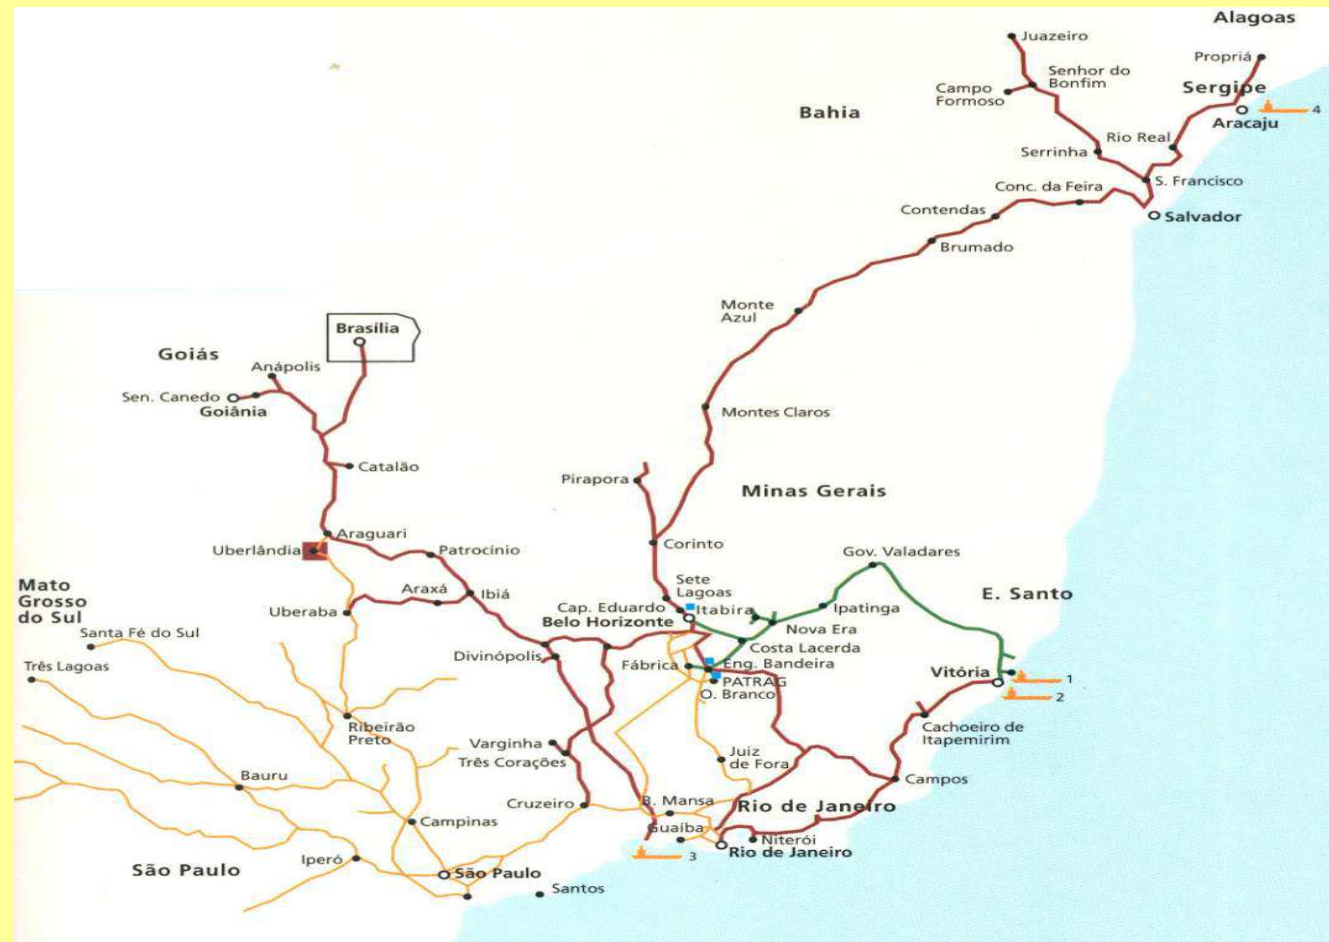 Alagoas
Juazeiro
Propriá
Senhor do
Bonfim
Campo
Formoso
Sergipe
4
Bahia
Aracaju
Rio Real
Serrinha
S. Francisco
Conc. da Feira
Contendas
Salvador
Brumado
Monte
Azul
Brasília
Goiás
Anápolis
Sen. Canedo
Goiânia
Montes Claros
Catalão
Pirapora
Minas Gerais
Araguari
Uberlândia
Patrocínio
Corinto
Gov. Valadares
Mato
Grosso
do Sul
Araxá
Ibiá
Sete
Lagoas
E. Santo
Uberaba
Cap. Eduardo
Itabira
Ipatinga
Belo Horizonte
Nova Era
Santa Fé do Sul
Costa Lacerda
Divinópolis
Três Lagoas
Fábrica
Eng. Bandeira
Vitória
1
PATRAG
O. Branco
2
Ribeirão
Preto
Cachoeiro de
Itapemirim
Varginha
Três Corações
Juiz
de Fora
Bauru
Campos
Cruzeiro
B. Mansa
Rio de Janeiro
Campinas
Guaíba
Niterói
Iperó
3
Rio de Janeiro
São Paulo
São Paulo
Santos